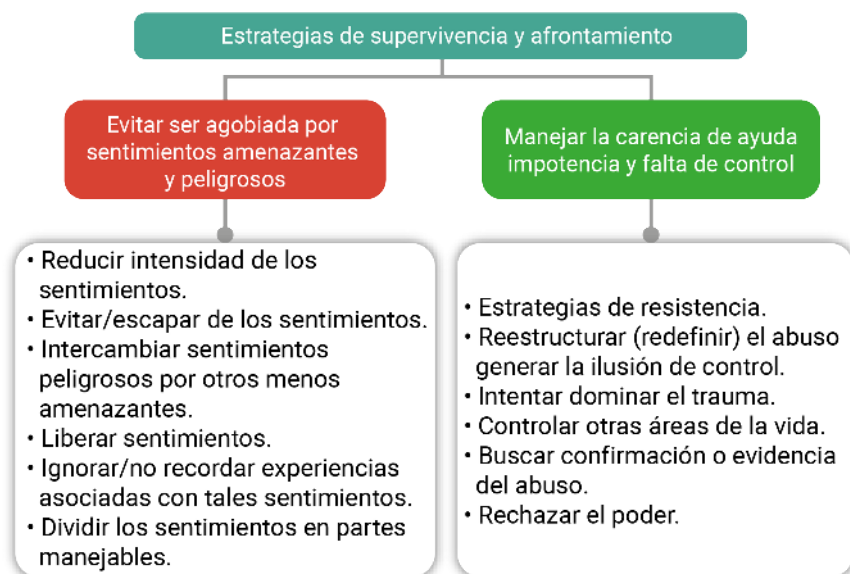 Estrategias de supervivencia y afrontamiento
Evitar ser agobiada por
sentimientos amenazantes
y peligrosos
• Reducir intensidad de los
sentimientos.
• Evitar/escapar de los sentimientos.
• Intercambiar sentimientos
peligrosos por otros menos
amenazantes.
• Liberar sentimientos.
• Ignorar/no recordar experiencias
asociadas con tales sentimientos.
• Dividir los sentimientos en partes
manejables.
Manejar la carencia de ayuda
impotencia y falta de control
• Estrategias de resistencia.
• Reestructurar (redefinir) el abuso
generar la ilusión de control.
• Intentar dominar el trauma.
• Controlar otras áreas de la vida.
• Buscar confirmación o evidencia
del abuso.
• Rechazar el poder.